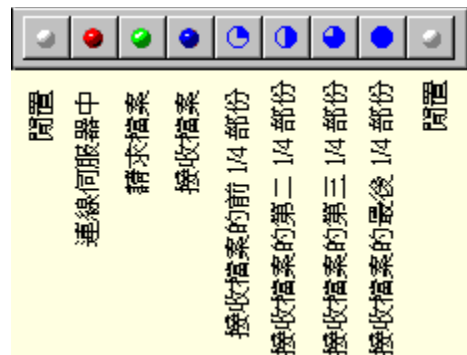 閒置
連線伺服器中
請求檔案
接收檔案
接收檔案的前 1/4 部份
接收檔案的第二 1/4 部份
接收檔案的第三 1/4 部份
接收檔案的最後 1/4 部份
閒置